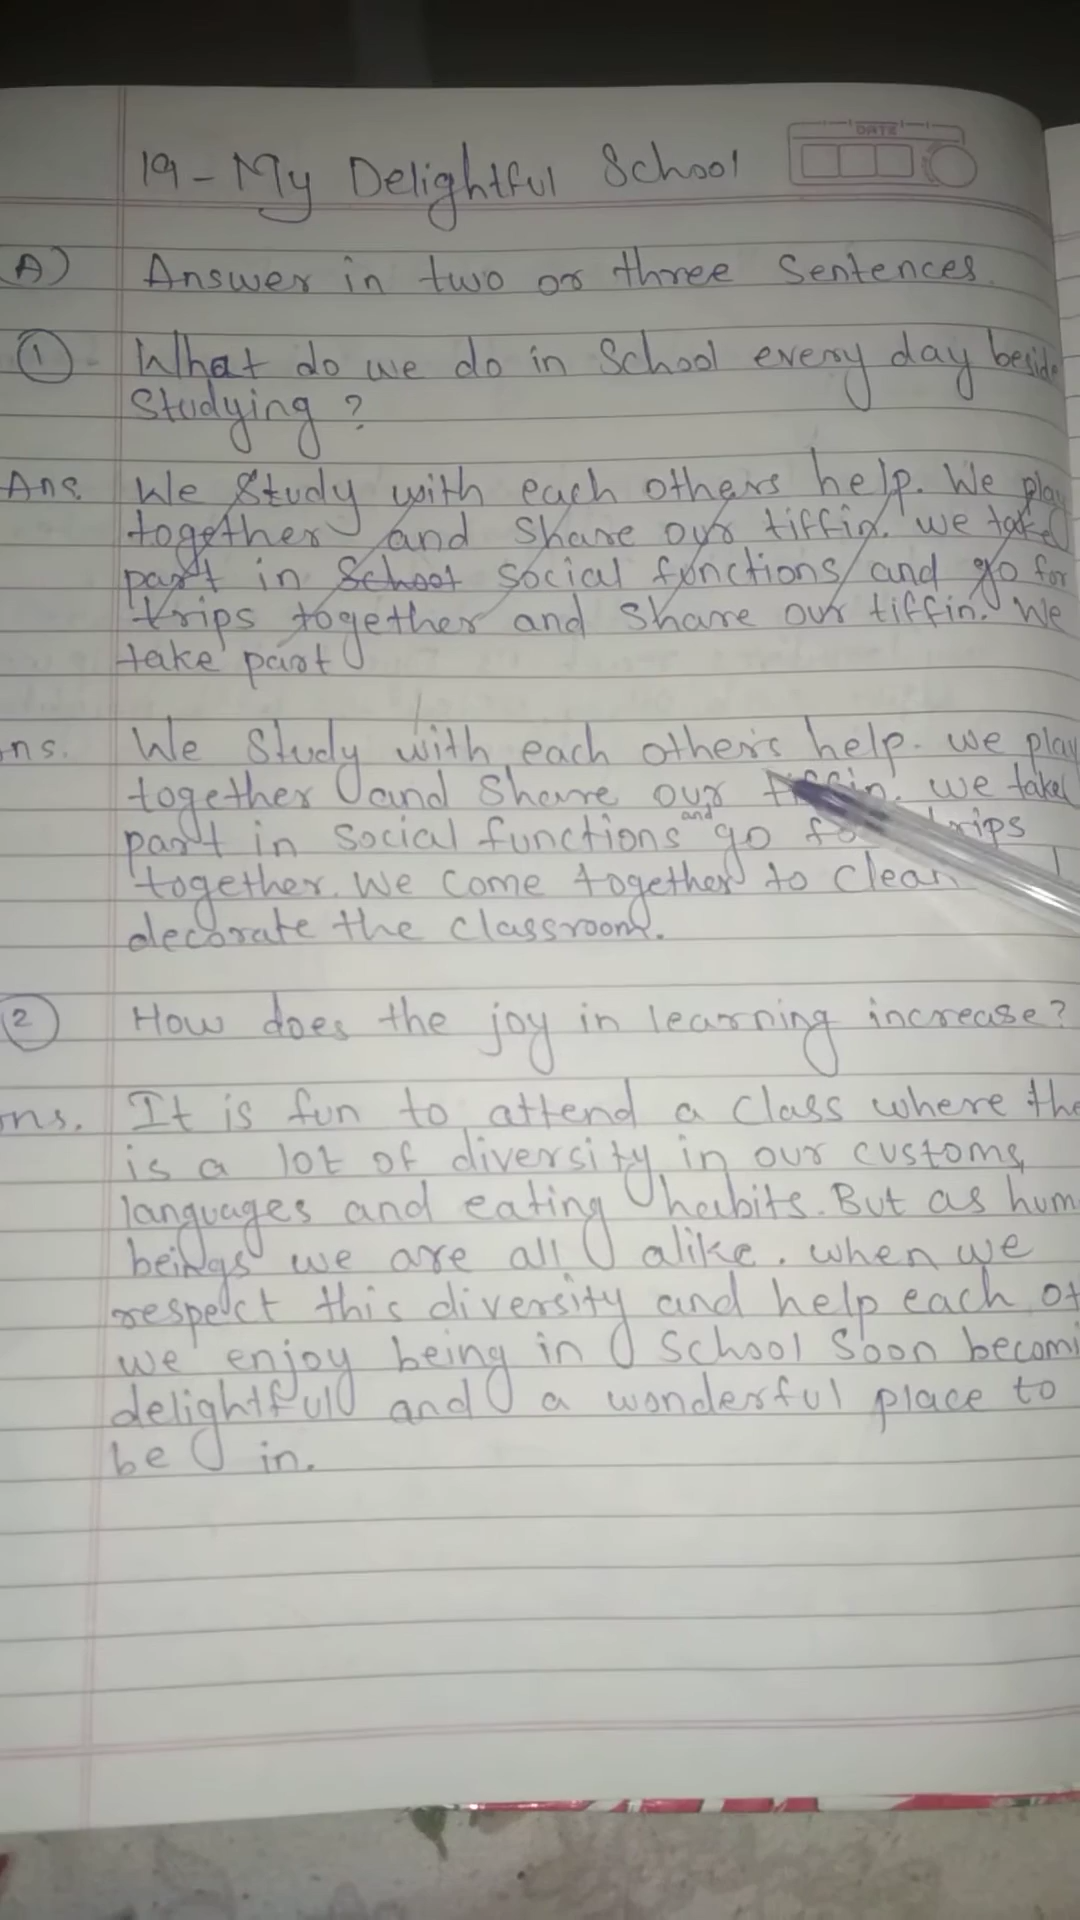 19 - My Delightful School
DATE
A) Answer in two or three Sentences
1 - What do we do in School every day beside
Studying ?
Ans. We Study with each others help. We play
together and Share our tiffin. we take
part in School social functions and go for
trips together and Share our tiffin. We
take part
ns. We Study with each other's help. we play
together and Share our tiffin. we take
part in social functions and go trips
together. We come together to clean
decorate the classroom.
2 How does the joy in learning increase?
ns. It is fun to attend a class where the
is a lot of diversity in our customs,
languages and eating habits. But as hum
beings we are all alike. when we
respect this diversity and help each ot
we enjoy being in School Soon becomi
delightful and a wonderful place to
be in.